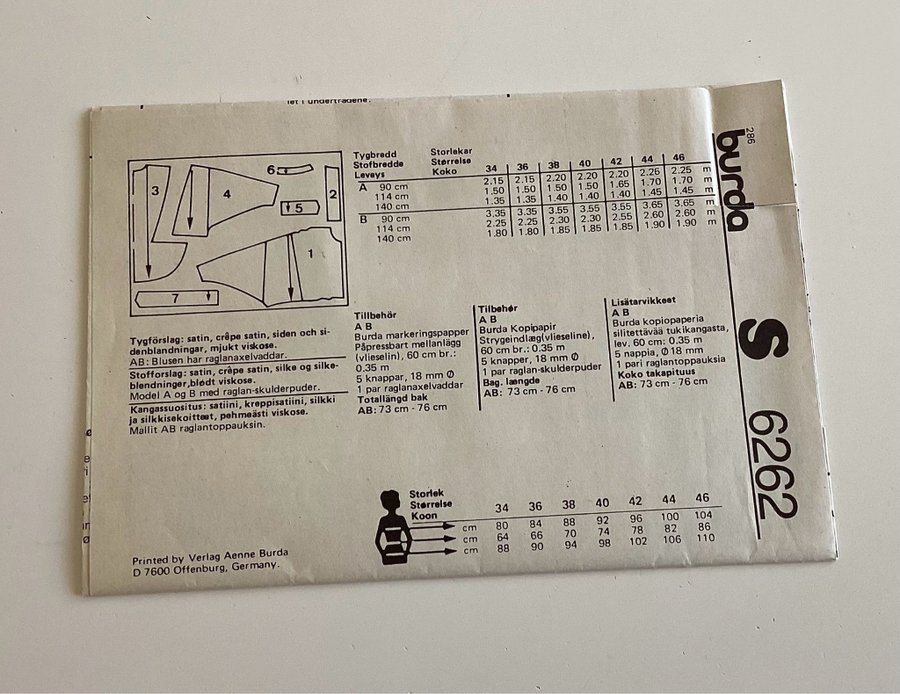 let i underträdene.
6
3
4
2
5
1
7
Tygbredd
Stofbredde
Leveys
Storlekar
Størrelse
Koko
34 36 38 40 42 44 46
A 90 cm 2.15 2.15 2.20 2.20 2.20 2.25 2.25 m
114 cm 1.50 1.50 1.50 1.50 1.65 1.70 1.70 m
140 cm 1.35 1.35 1.40 1.40 1.40 1.45 1.45 m
B 90 cm 3.35 3.35 3.55 3.55 3.55 3.65 3.65 m
114 cm 2.25 2.25 2.30 2.30 2.55 2.60 2.60 m
140 cm 1.80 1.80 1.85 1.85 1.85 1.90 1.90 m
Tygförslag: satin, crêpe satin, siden och si-
denblandningar, mjukt viskose.
AB: Blusen har raglanaxelvaddar.
Stofforslag: satin, crêpe satin, silke og silke-
blendninger, blødt viskose.
Model A og B med raglan-skulderpuder.
Kangassuositus: satiini, kreppisatiini, silkki
ja silkkisekoitteet, pehmeästi viskose.
Mallit AB raglantoppauksin.
Tillbehör
A B
Burda markeringspapper
Påpressbart mellanlägg
(vlieselin), 60 cm br.:
0.35 m
5 knappar, 18 mm Ø
1 par raglanaxelvaddar
Totallängd bak
AB: 73 cm - 76 cm
Tilbehør
A B
Burda Kopipapir
Strygeindlæg(vlieseline),
60 cm br.: 0.35 m
5 knapper, 18 mm Ø
1 par raglan-skulderpuder
Bag. længde
AB: 73 cm - 76 cm
Lisätarvikkeet
A B
Burda kopiopaperia
silitettävää tukikangasta,
lev. 60 cm: 0.35 m
5 nappia, Ø 18 mm
1 pari raglantoppauksia
Koko takapituus
AB: 73 cm - 76 cm
Storlek
Størrelse
Koon
34 36 38 40 42 44 46
cm 80 84 88 92 96 100 104
cm 64 66 70 74 78 82 86
cm 88 90 94 98 102 106 110
Printed by Verlag Aenne Burda
D 7600 Offenburg, Germany.
286
burda
S
6262